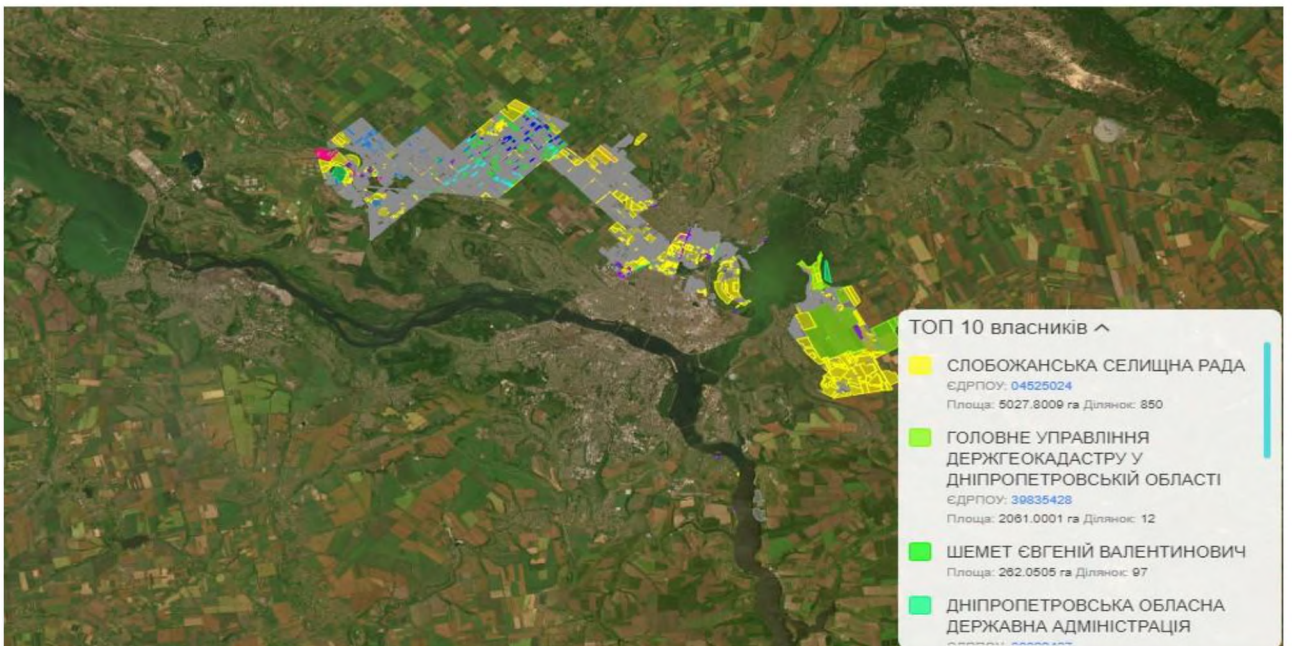 ТОП 10 власників
СЛОБОЖАНСЬКА СЕЛИЩНА РАДА
ЄДРПОУ: 04525024
Площа: 5027.8009 га Ділянок: 850
ГОЛОВНЕ УПРАВЛІННЯ
ДЕРЖГЕОКАДАСТРУ У
ДНІПРОПЕТРОВСЬКІЙ ОБЛАСТІ
ЄДРПОУ: 39835428
Площа: 2061.0001 га Ділянок: 12
ШЕМЕТ ЄВГЕНІЙ ВАЛЕНТИНОВИЧ
Площа: 262.0505 га Ділянок: 97
ДНІПРОПЕТРОВСЬКА ОБЛАСНА
ДЕРЖАВНА АДМІНІСТРАЦІЯ